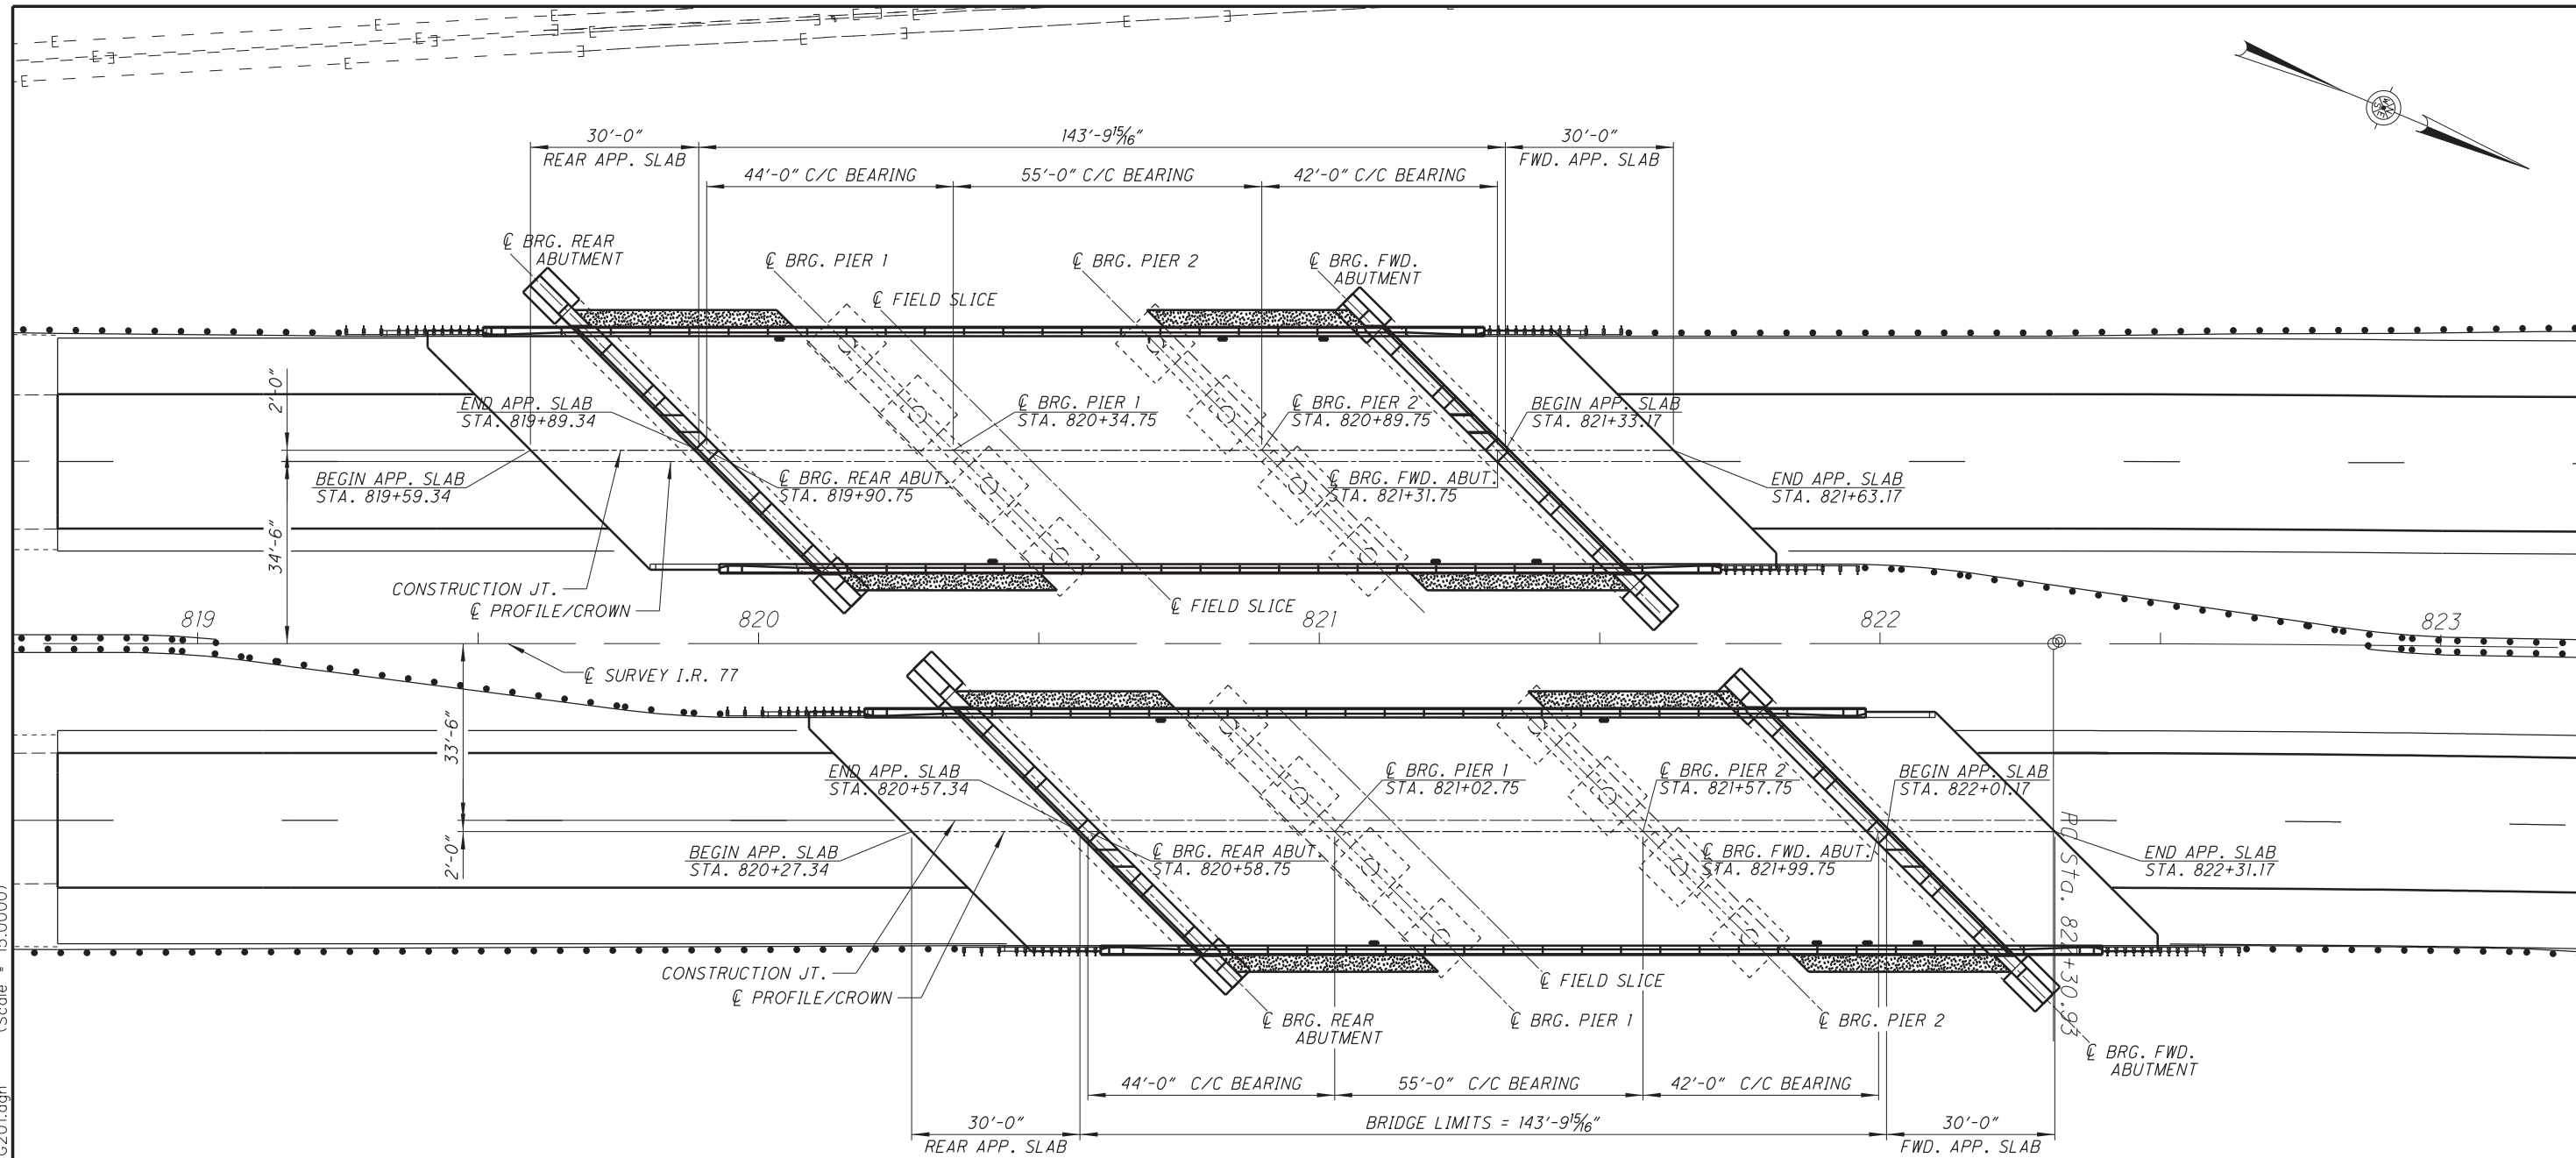 E E E E E E E E E E E E E E E E E E E
30'-0"
REAR APP. SLAB
143'-9 15/16"
30'-0"
FWD. APP. SLAB
44'-0" C/C BEARING
55'-0" C/C BEARING
42'-0" C/C BEARING
℄ BRG. REAR
ABUTMENT
℄ BRG. PIER 1
℄ FIELD SLICE
℄ BRG. PIER 2
℄ BRG. FWD.
ABUTMENT
2'-0"
END APP. SLAB
STA. 819+89.34
℄ BRG. PIER 1
STA. 820+34.75
℄ BRG. PIER 2
STA. 820+89.75
BEGIN APP. SLAB
STA. 821+33.17
BEGIN APP. SLAB
STA. 819+59.34
℄ BRG. REAR ABUT.
STA. 819+90.75
℄ BRG. FWD. ABUT.
STA. 821+31.75
END APP. SLAB
STA. 821+63.17
34'-6"
CONSTRUCTION JT.
℄ PROFILE/CROWN
℄ FIELD SLICE
819
820
821
822
823
℄ SURVEY I.R. 77
33'-6"
END APP. SLAB
STA. 820+57.34
℄ BRG. PIER 1
STA. 821+02.75
℄ BRG. PIER 2
STA. 821+57.75
BEGIN APP. SLAB
STA. 822+01.17
2'-0"
BEGIN APP. SLAB
STA. 820+27.34
℄ BRG. REAR ABUT.
STA. 820+58.75
℄ BRG. FWD. ABUT.
STA. 821+99.75
END APP. SLAB
STA. 822+31.17
Sta. 822+30.93
CONSTRUCTION JT.
℄ PROFILE/CROWN
℄ FIELD SLICE
℄ BRG. REAR
ABUTMENT
℄ BRG. PIER 1
℄ BRG. PIER 2
℄ BRG. FWD.
ABUTMENT
44'-0" C/C BEARING
55'-0" C/C BEARING
42'-0" C/C BEARING
30'-0"
REAR APP. SLAB
BRIDGE LIMITS = 143'-9 15/16"
30'-0"
FWD. APP. SLAB
(Scale = 15.0000)
G201.dgn